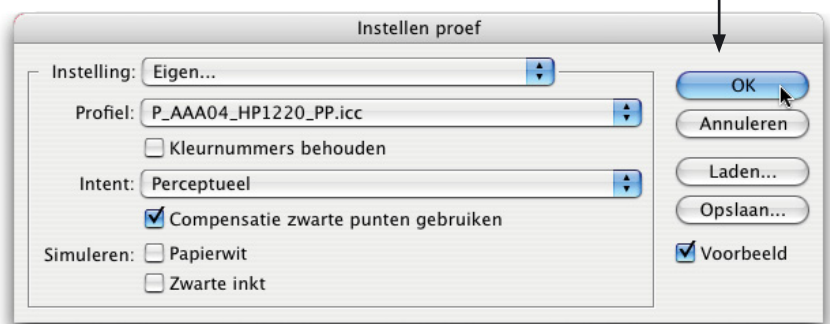 Instellen proef
Instelling: Eigen...
Profiel: P_AAA04_HP1220_PP.icc
Kleurnummers behouden
Intent: Perceptueel
Compensatie zwarte punten gebruiken
Simuleren: Papierwit
Zwarte inkt
OK
Annuleren
Laden...
Opslaan...
Voorbeeld